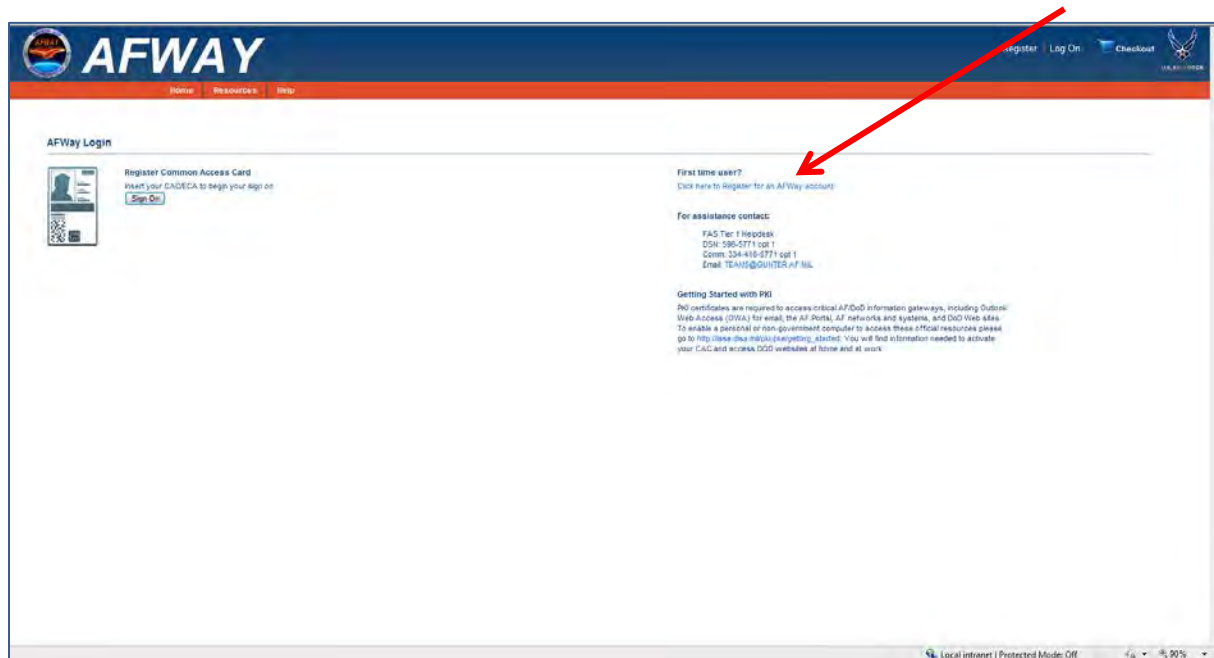 AFWAY
Register Log On Checkout
Home Resources Help
AFWay Login
Register Common Access Card
Insert your CAC/ECA to begin your sign on
Sign On
First time user?
Click here to Register for an AFWay account
For assistance contact:
FAS Tier 1 Helpdesk
DSN: 596-5771 opt 1
Comm: 334-416-5771 opt 1
Email: TEAMS@GUNTER.AF.MIL
Getting Started with PKI
PKI certificates are required to access critical AF/DoD information gateways, including Outlook
Web Access (OWA) for email, the AF Portal, AF networks and systems, and DoD Web sites.
To enable a personal or non-government computer to access these official resources please
go to http://iase.disa.mil/pki-pke/getting_started. You will find information needed to activate
your CAC and access DOD websites at home and at work
Local intranet | Protected Mode: Off 90%